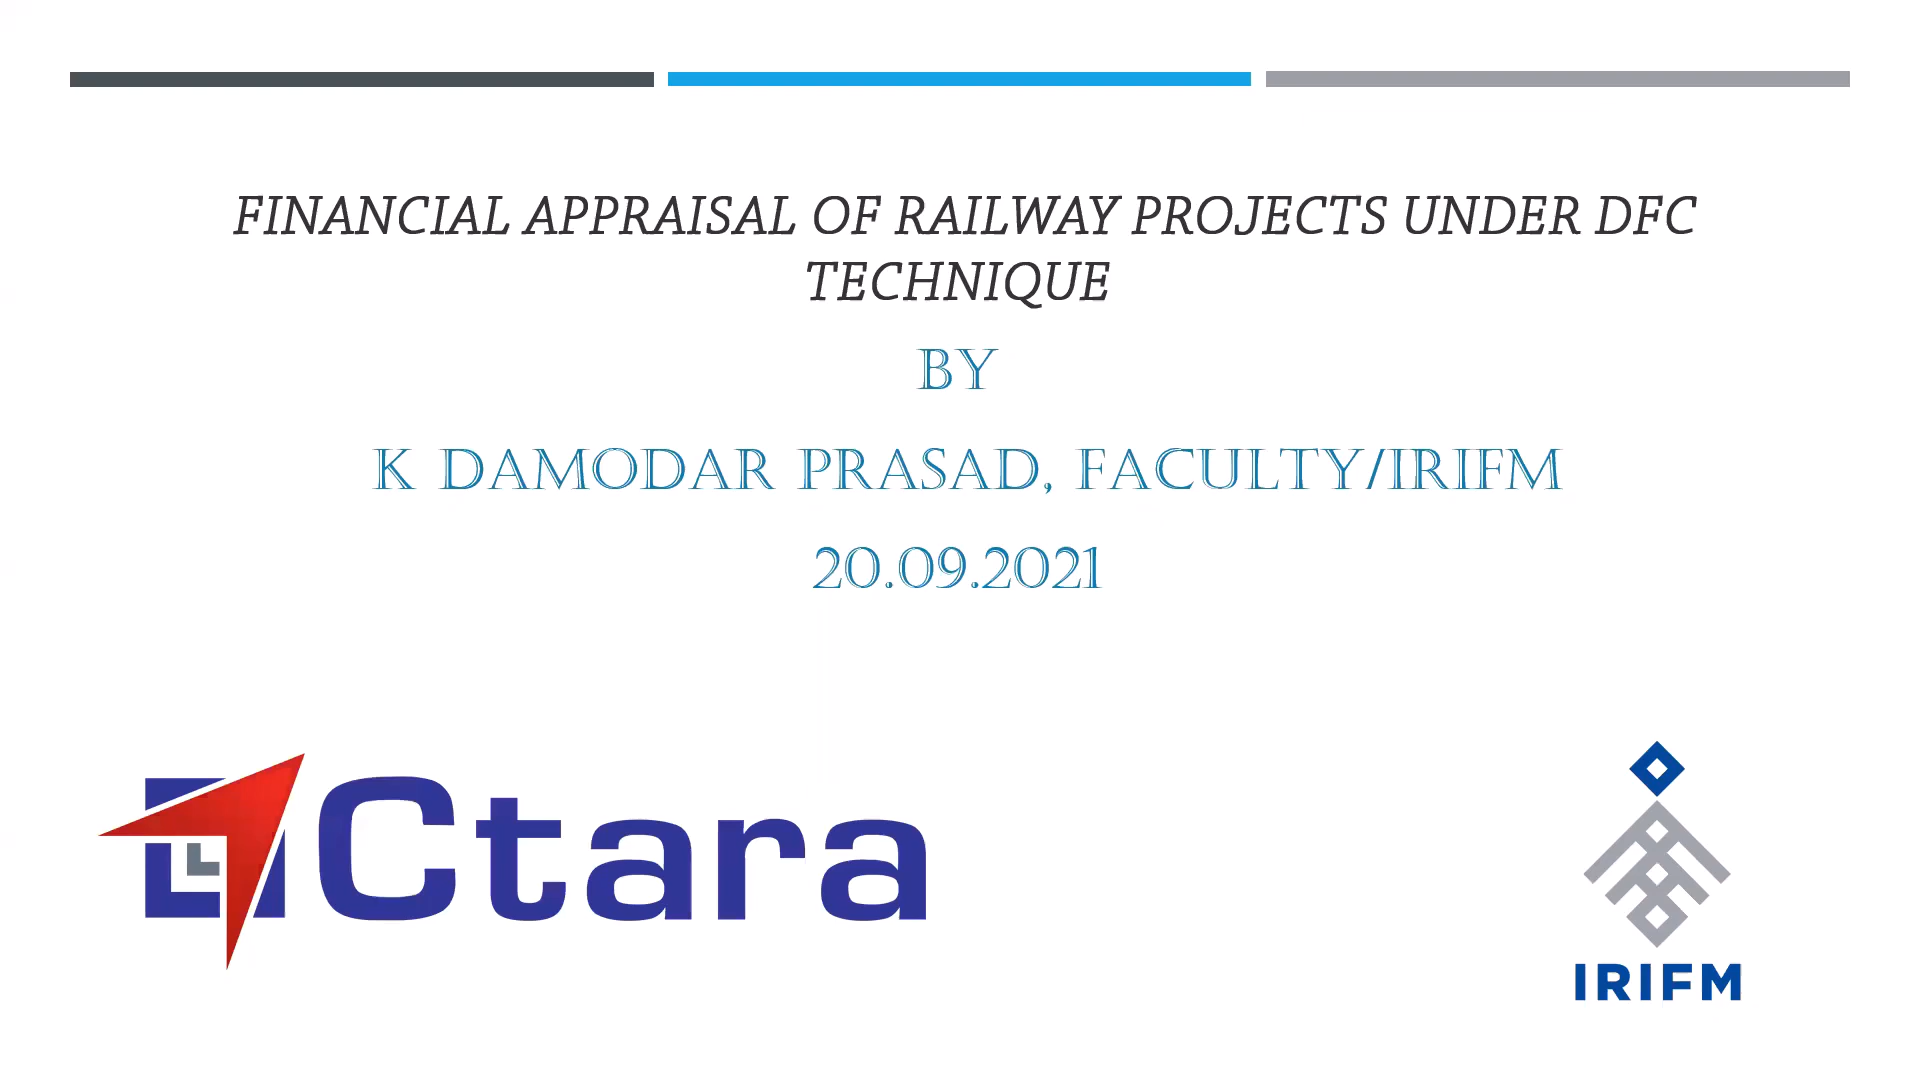 FINANCIAL APPRAISAL OF RAILWAY PROJECTS UNDER DFC
TECHNIQUE
BY
K DAMODAR PRASAD, FACULTY/IRIFM
20.09.2021
Ctara
IRIFM